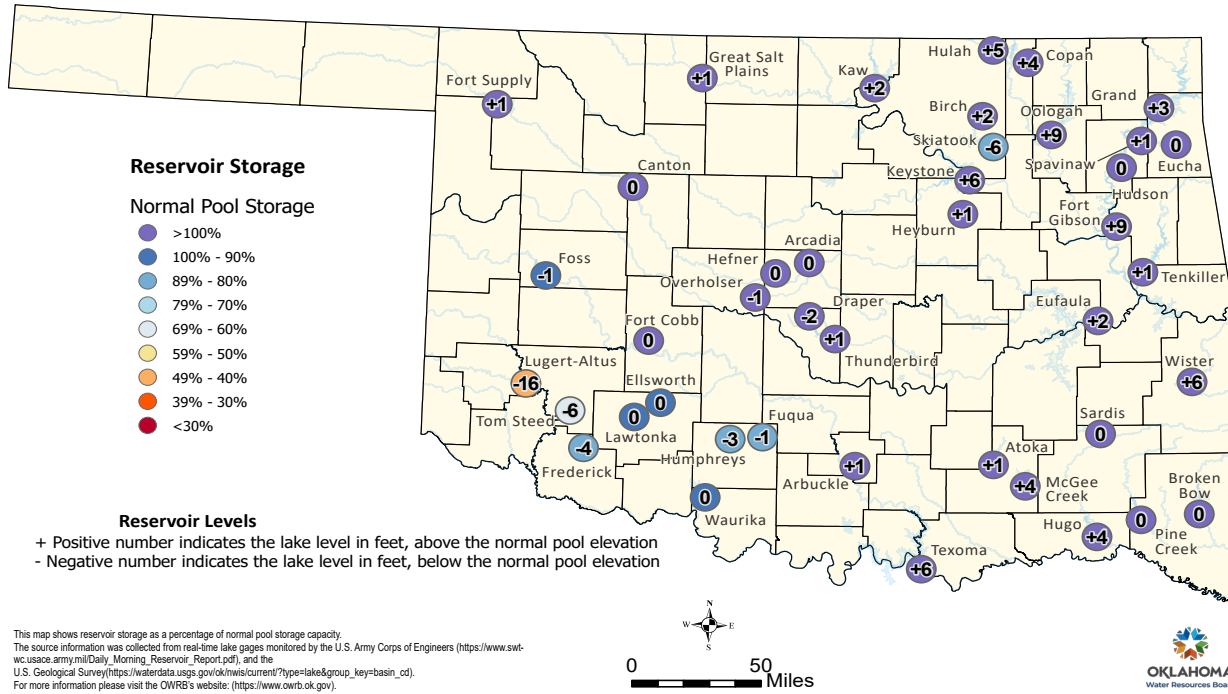 Hulah
+5
+4
Copan
Great Salt
Plains
+1
Kaw
+2
Fort Supply
+1
Grand
+3
Birch
+2
Oologah
+9
Skiatook
-6
Spavinaw
+1
0
Eucha
0
Hudson
Canton
0
Keystone
+6
Heyburn
+1
Fort
Gibson
+9
Reservoir Storage
Normal Pool Storage
>100%
100% - 90%
89% - 80%
79% - 70%
69% - 60%
59% - 50%
49% - 40%
39% - 30%
<30%
Foss
-1
Arcadia
0
Hefner
0
Overholser
-1
Draper
-2
+1
Thunderbird
+1
Tenkiller
Eufaula
+2
Fort Cobb
0
Lugert-Altus
-16
Ellsworth
0
0
Lawtonka
Tom Steed
-6
-4
Frederick
Fuqua
-3
-1
Humphreys
Wister
+6
Sardis
0
Arbuckle
+1
Atoka
+1
+4
McGee
Creek
Broken
Bow
0
0
Pine
Creek
Hugo
+4
0
Waurika
Texoma
+6
Reservoir Levels
+ Positive number indicates the lake level in feet, above the normal pool elevation
- Negative number indicates the lake level in feet, below the normal pool elevation
N
W
E
S
0
50
Miles
This map shows reservoir storage as a percentage of normal pool storage capacity.
The source information was collected from real-time lake gages monitored by the U.S. Army Corps of Engineers (https://www.swt-
wc.usace.army.mil/Daily_Morning_Reservoir_Report.pdf), and the
U.S. Geological Survey(https://waterdata.usgs.gov/ok/nwis/current/?type=lake&group_key=basin_cd).
For more information please visit the OWRB's website: (https://www.owrb.ok.gov).
OKLAHOMA
Water Resources Boa